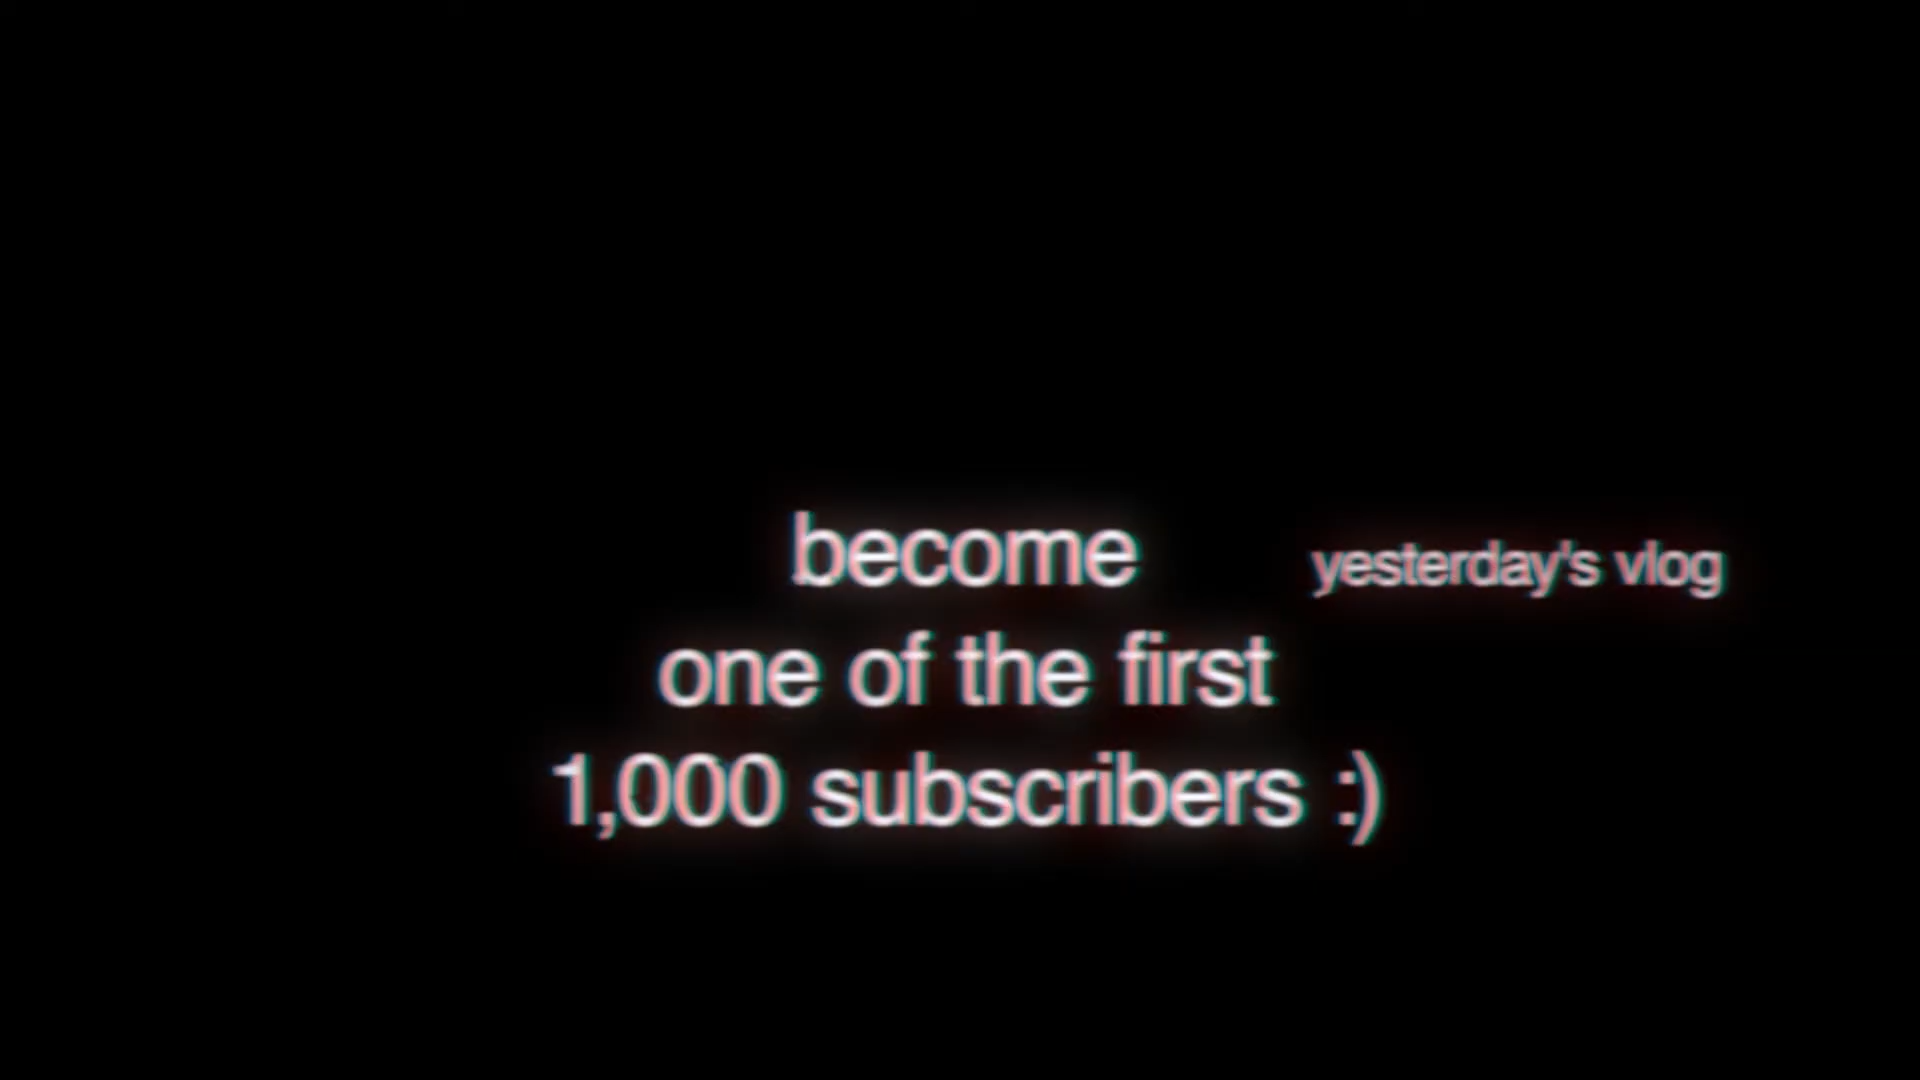 become
one of the first
1,000 subscribers :)
yesterday's vlog